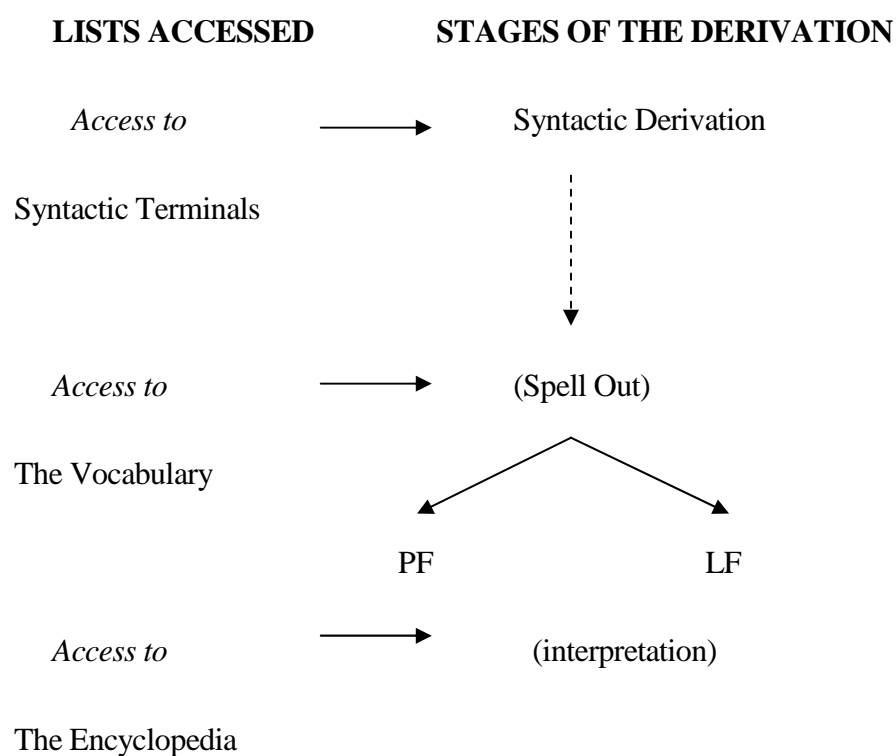 LISTS ACCESSED STAGES OF THE DERIVATION
Access to Syntactic Derivation
Syntactic Terminals
Access to (Spell Out)
The Vocabulary
PF LF
Access to (interpretation)
The Encyclopedia